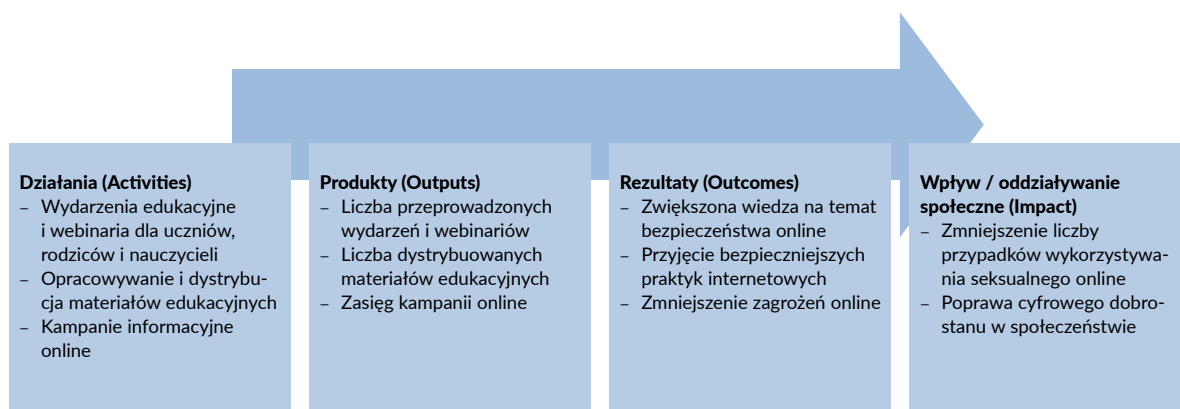 Działania (Activities)
– Wydarzenia edukacyjne
i webinaria dla uczniów,
rodziców i nauczycieli
– Opracowywanie i dystrybu-
cja materiałów edukacyjnych
– Kampanie informacyjne
online
Produkty (Outputs)
– Liczba przeprowadzonych
wydarzeń i webinariów
– Liczba dystrybuowanych
materiałów edukacyjnych
– Zasięg kampanii online
Rezultaty (Outcomes)
– Zwiększona wiedza na temat
bezpieczeństwa online
– Przyjęcie bezpieczniejszych
praktyk internetowych
– Zmniejszenie zagrożeń online
Wpływ / oddziaływanie
społeczne (Impact)
– Zmniejszenie liczby
przypadków wykorzystywa-
nia seksualnego online
– Poprawa cyfrowego dobro-
stanu w społeczeństwie